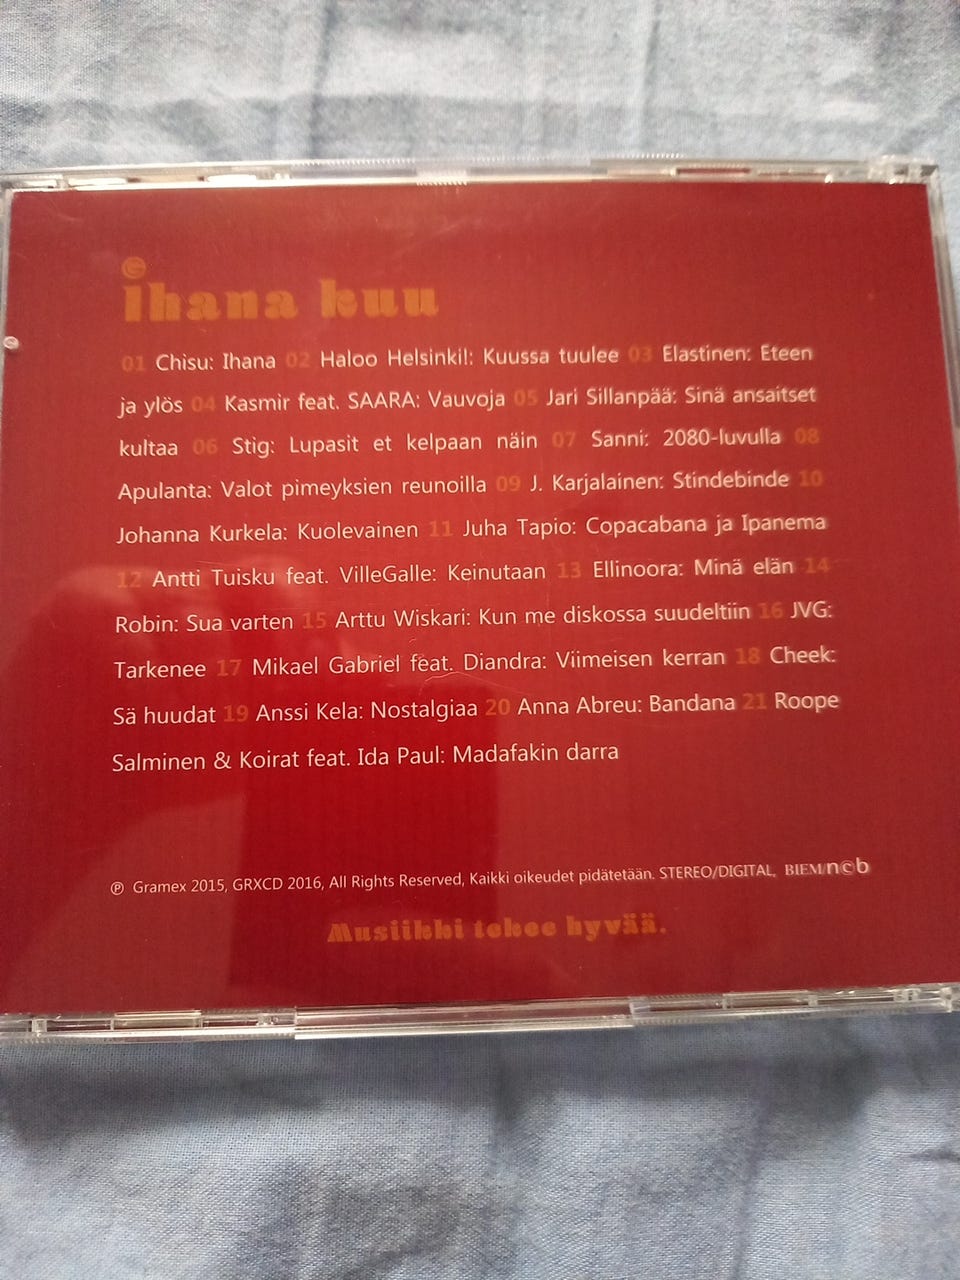 ihana kuu
01 Chisu: Ihana 02 Haloo Helsinki!: Kuussa tuulee 03 Elastinen: Eteen
ja ylös 04 Kasmir feat. SAARA: Vauvoja 05 Jari Sillanpää: Sinä ansaitset
kultaa 06 Stig: Lupasit et kelpaan näin 07 Sanni: 2080-luvulla 08
Apulanta: Valot pimeyksien reunoilla 09 J. Karjalainen: Stindebinde 10
Johanna Kurkela: Kuolevainen 11 Juha Tapio: Copacabana ja Ipanema
12 Antti Tuisku feat. VilleGalle: Keinutaan 13 Ellinoora: Minä elän 14
Robin: Sua varten 15 Arttu Wiskari: Kun me diskossa suudeltiin 16 JVG:
Tarkenee 17 Mikael Gabriel feat. Diandra: Viimeisen kerran 18 Cheek:
Sä huudat 19 Anssi Kela: Nostalgiaa 20 Anna Abreu: Bandana 21 Roope
Salminen & Koirat feat. Ida Paul: Madafakin darra
℗ Gramex 2015, GRXCD 2016, All Rights Reserved, Kaikki oikeudet pidätetään. STEREO/DIGITAL, BIEM/n©b
Musiikki tekee hyvää.